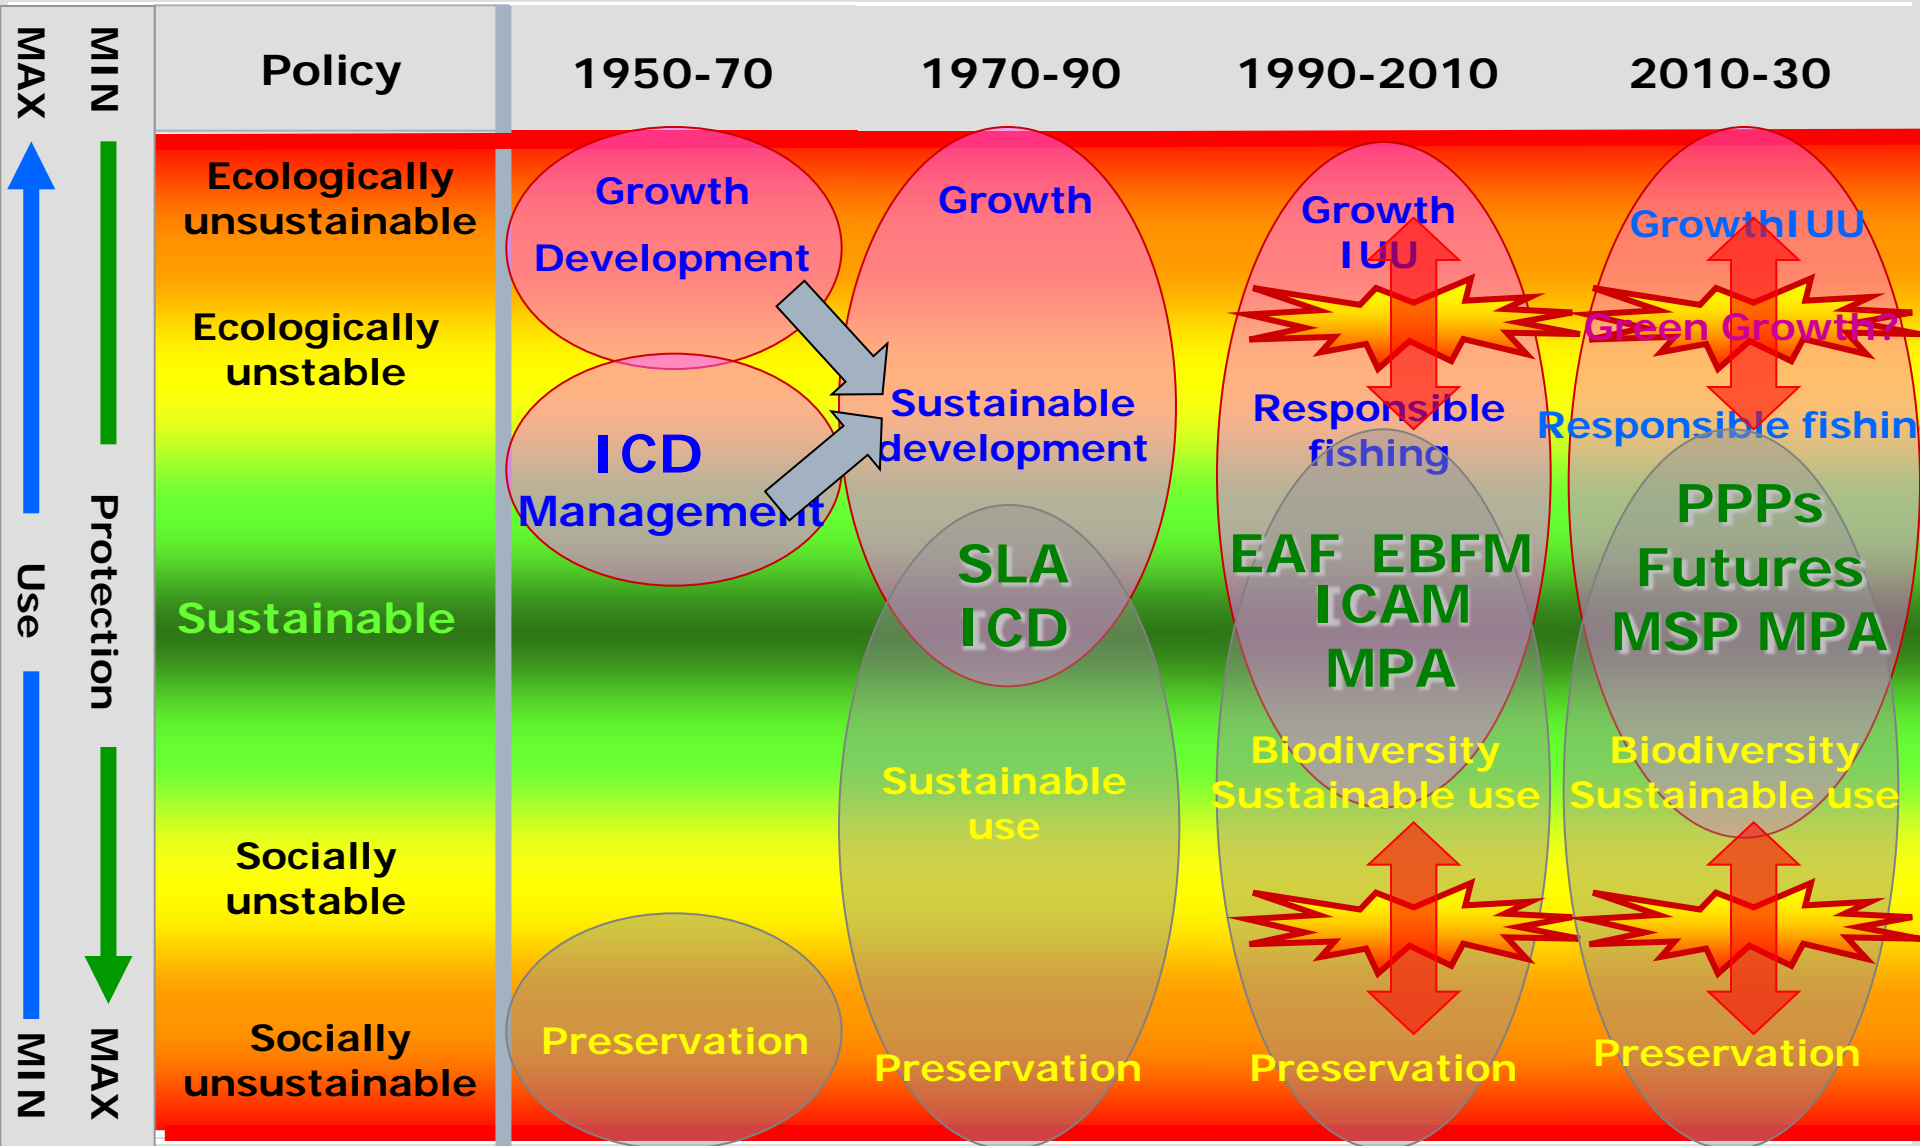 MAX
MIN
Use
Protection
MIN
MAX
Policy
1950-70
1970-90
1990-2010
2010-30
Ecologically
unsustainable
Ecologically
unstable
Sustainable
Socially
unstable
Socially
unsustainable
Growth
Development
ICD
Management
Preservation
Growth
Sustainable
development
SLA
ICD
Sustainable
use
Preservation
Growth
IUU
Responsible
fishing
EAF EBFM
ICAM
MPA
Biodiversity
Sustainable use
Preservation
GrowthIUU
Green Growth?
Responsible fishin
PPPs
Futures
MSP MPA
Biodiversity
Sustainable use
Preservation